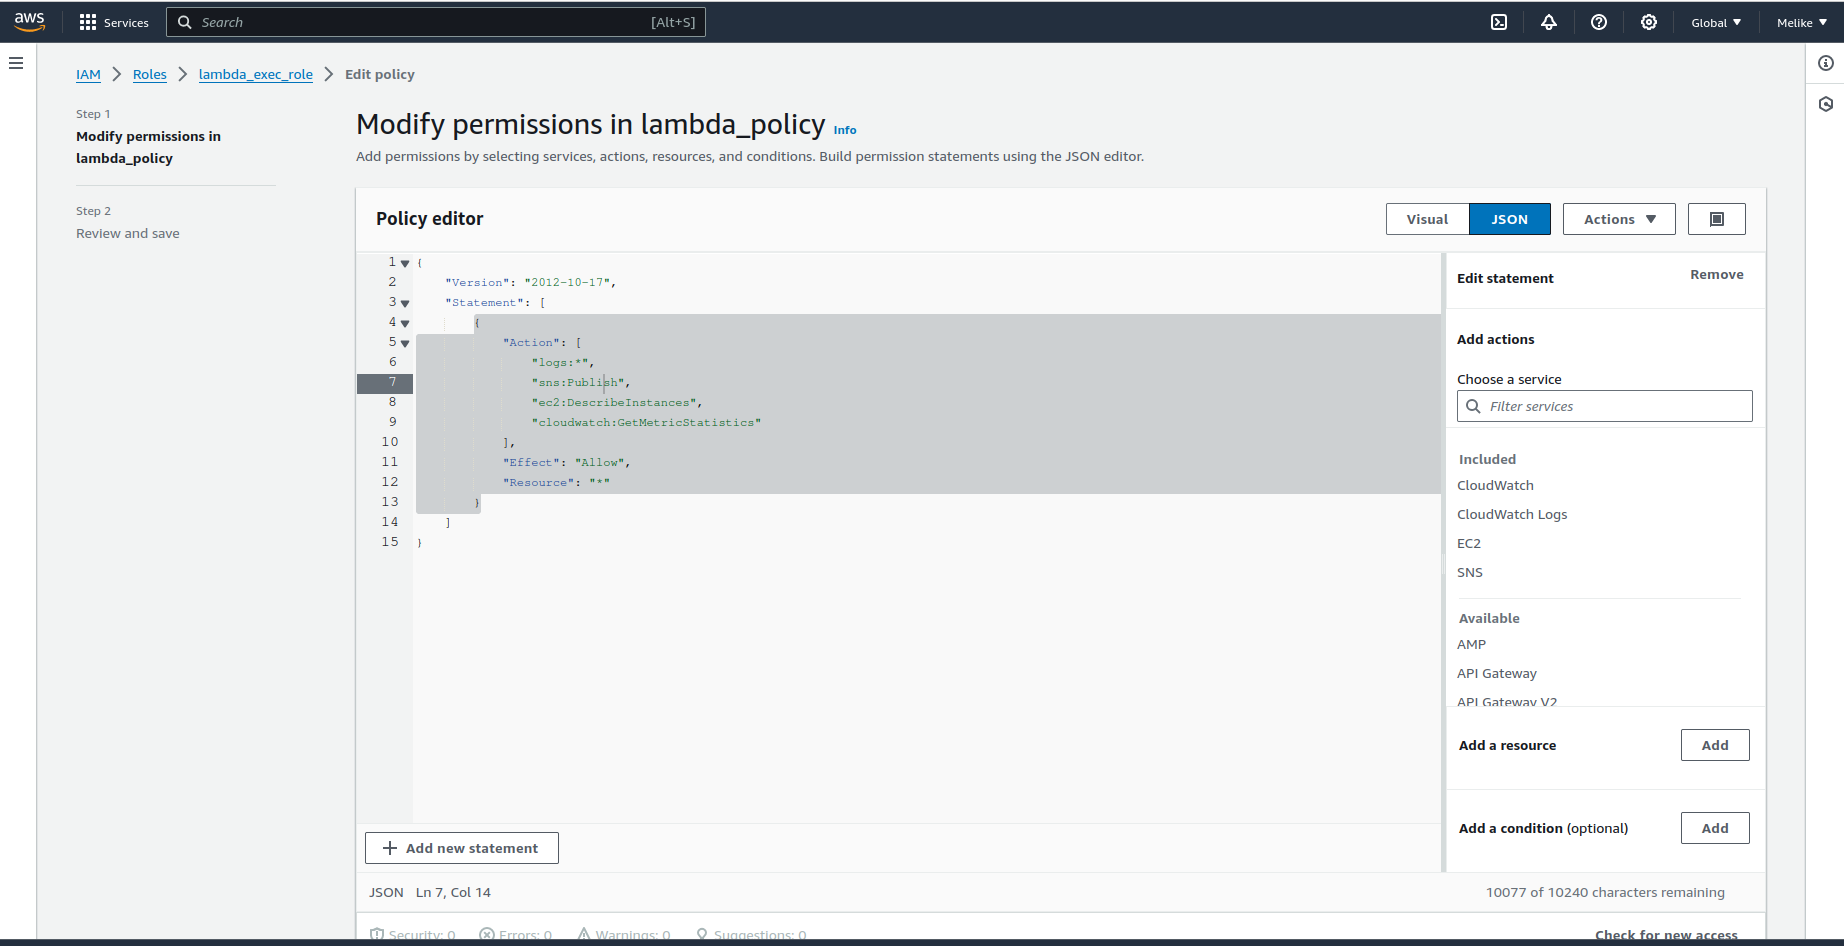 aws Services Search [Alt+S] Global Melike
IAM Roles lambda_exec_role Edit policy
Step 1
Modify permissions in
lambda_policy
Step 2
Review and save
Modify permissions in lambda_policy Info
Add permissions by selecting services, actions, resources, and conditions. Build permission statements using the JSON editor.
Policy editor
Visual JSON Actions
1 {
2 "Version": "2012-10-17",
3 "Statement": [
4 {
5 "Action": [
6 "logs:*",
7 "sns:Publish",
8 "ec2:DescribeInstances",
9 "cloudwatch:GetMetricStatistics"
10 ],
11 "Effect": "Allow",
12 "Resource": "*"
13 }
14 ]
15 }
Edit statement Remove
Add actions
Choose a service
Filter services
Included
CloudWatch
CloudWatch Logs
EC2
SNS
Available
AMP
API Gateway
API Gateway V2
Add a resource Add
Add a condition (optional) Add
Add new statement
JSON Ln 7, Col 14 10077 of 10240 characters remaining
Security: 0 Errors: 0 Warnings: 0 Suggestions: 0 Check for new access